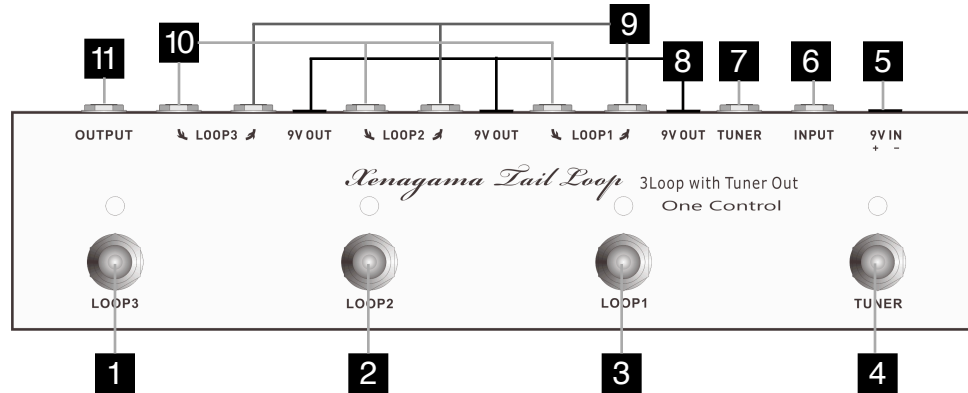 10 9
11 8 7 6 5
OUTPUT LOOP3 9V OUT LOOP2 9V OUT LOOP1 9V OUT TUNER INPUT 9V IN
+ −
Xenagama Tail Loop 3Loop with Tuner Out
One Control
LOOP3 LOOP2 LOOP1 TUNER
1 2 3 4